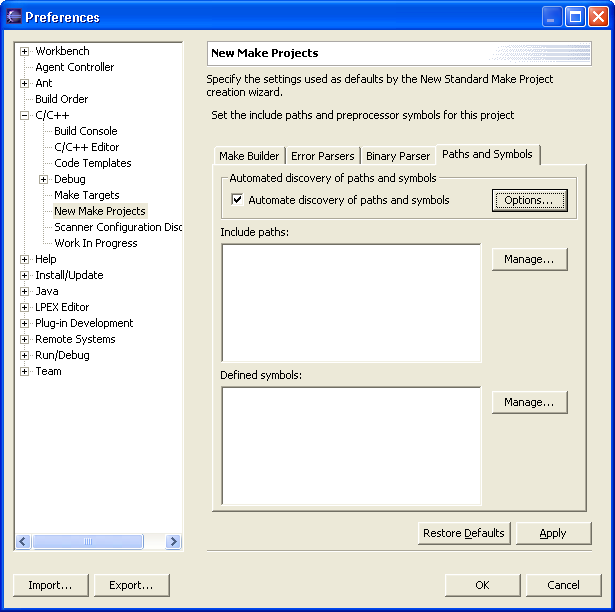 Preferences
Workbench
Agent Controller
Ant
Build Order
C/C++
Build Console
C/C++ Editor
Code Templates
Debug
Make Targets
New Make Projects
Scanner Configuration Disc
Work In Progress
Help
Install/Update
Java
LPEX Editor
Plug-in Development
Remote Systems
Run/Debug
Team
New Make Projects
Specify the settings used as defaults by the New Standard Make Project
creation wizard.
Set the include paths and preprocessor symbols for this project
Make Builder Error Parsers Binary Parser Paths and Symbols
Automated discovery of paths and symbols
Automate discovery of paths and symbols Options...
Include paths:
Manage...
Defined symbols:
Manage...
Restore Defaults Apply
Import... Export... OK Cancel